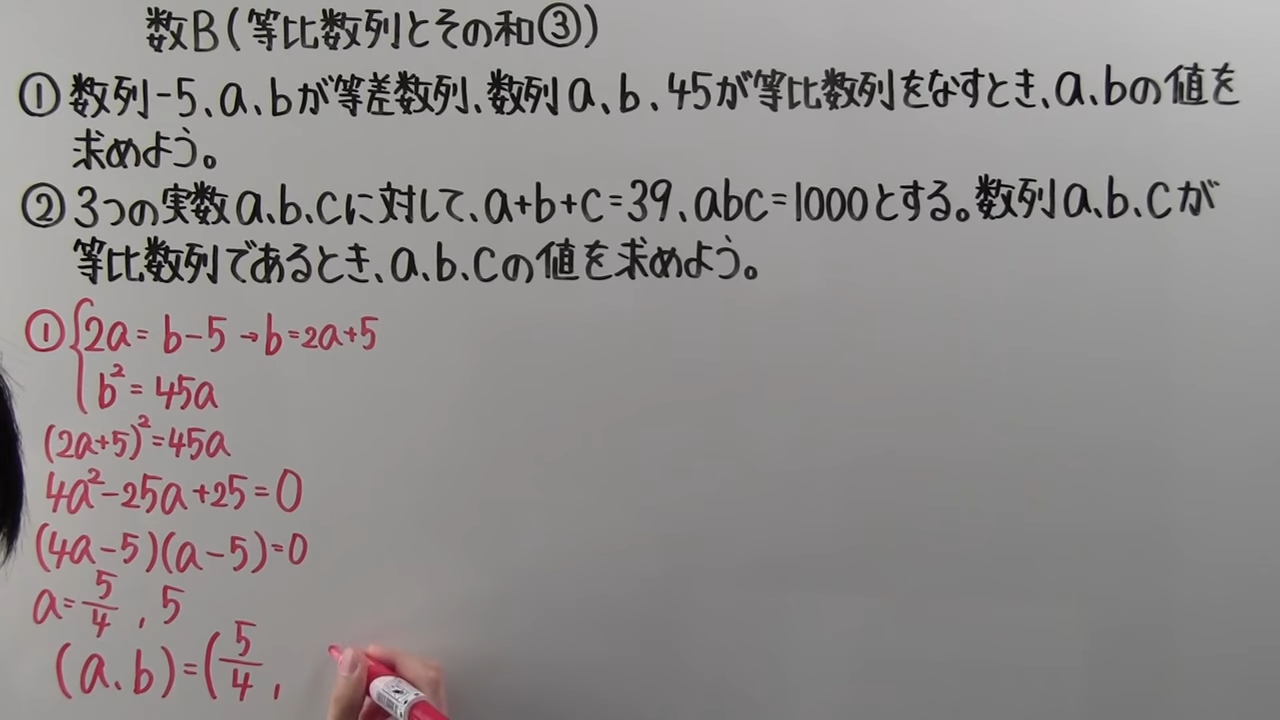 数B(等比数列とその和③)
①数列-5、a、bが等差数列、数列a、b、45が等比数列をなすとき、a、bの値を
求めよう。
②3つの実数a、b、cに対して、a+b+c=39、abc=1000とする。数列a、b、cが
等比数列であるとき、a、b、cの値を求めよう。
①{2a=b-5→b=2a+5
b²=45a
(2a+5)²=45a
4a²-25a+25=0
(4a-5)(a-5)=0
a=5/4,5
(a、b)=(5/4,